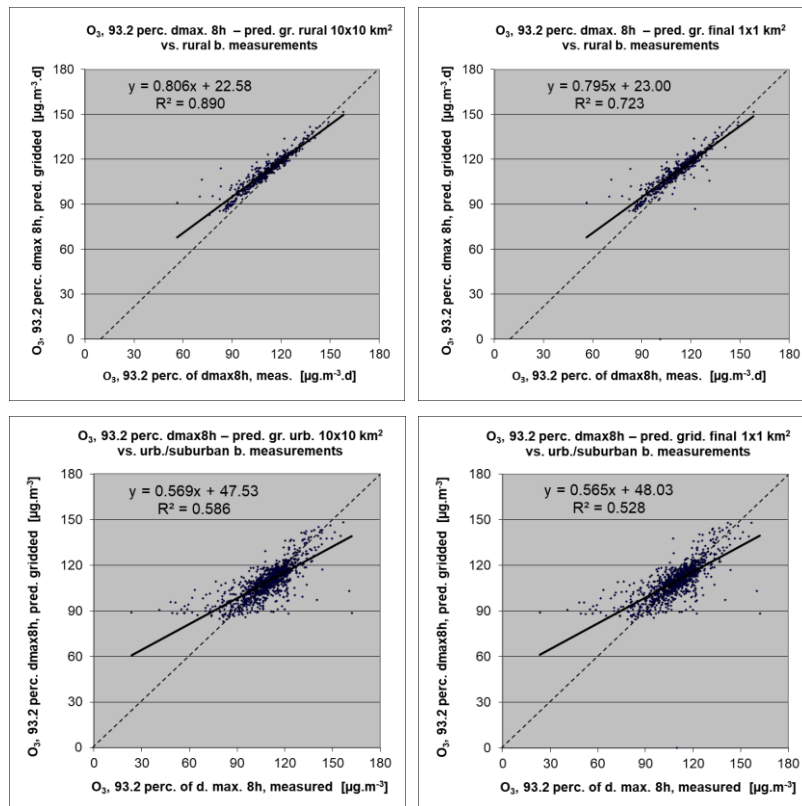 O₃, 93.2 perc. dmax. 8h – pred. gr. rural 10x10 km²
vs. rural b. measurements
y = 0.806x + 22.58
R² = 0.890
O₃, 93.2 perc. dmax 8h, pred. gridded [µg.m⁻³.d]
180
150
120
90
60
30
0
0 30 60 90 120 150 180
O₃, 93.2 perc. of dmax8h, meas. [µg.m⁻³.d]
O₃, 93.2 perc. dmax. 8h – pred. gr. final 1x1 km²
vs. rural b. measurements
y = 0.795x + 23.00
R² = 0.723
O₃, 93.2 perc. dmax 8h, pred. gridded [µg.m⁻³.d]
180
150
120
90
60
30
0
0 30 60 90 120 150 180
O₃, 93.2 perc. of dmax8h, meas. [µg.m⁻³.d]
O₃, 93.2 perc. dmax8h – pred. gr. urb. 10x10 km²
vs. urb./suburban b. measurements
y = 0.569x + 47.53
R² = 0.586
O₃, 93.2 perc. dmax8h, pred. gridded [µg.m⁻³]
180
150
120
90
60
30
0
0 30 60 90 120 150 180
O₃, 93.2 perc. of d. max. 8h, measured [µg.m⁻³]
O₃, 93.2 perc. dmax8h – pred. grid. final 1x1 km²
vs. urb./suburban b. measurements
y = 0.565x + 48.03
R² = 0.528
O₃, 93.2 perc. dmax8h, pred. gridded [µg.m⁻³]
180
150
120
90
60
30
0
0 30 60 90 120 150 180
O₃, 93.2 perc. of d. max. 8h, measured [µg.m⁻³]